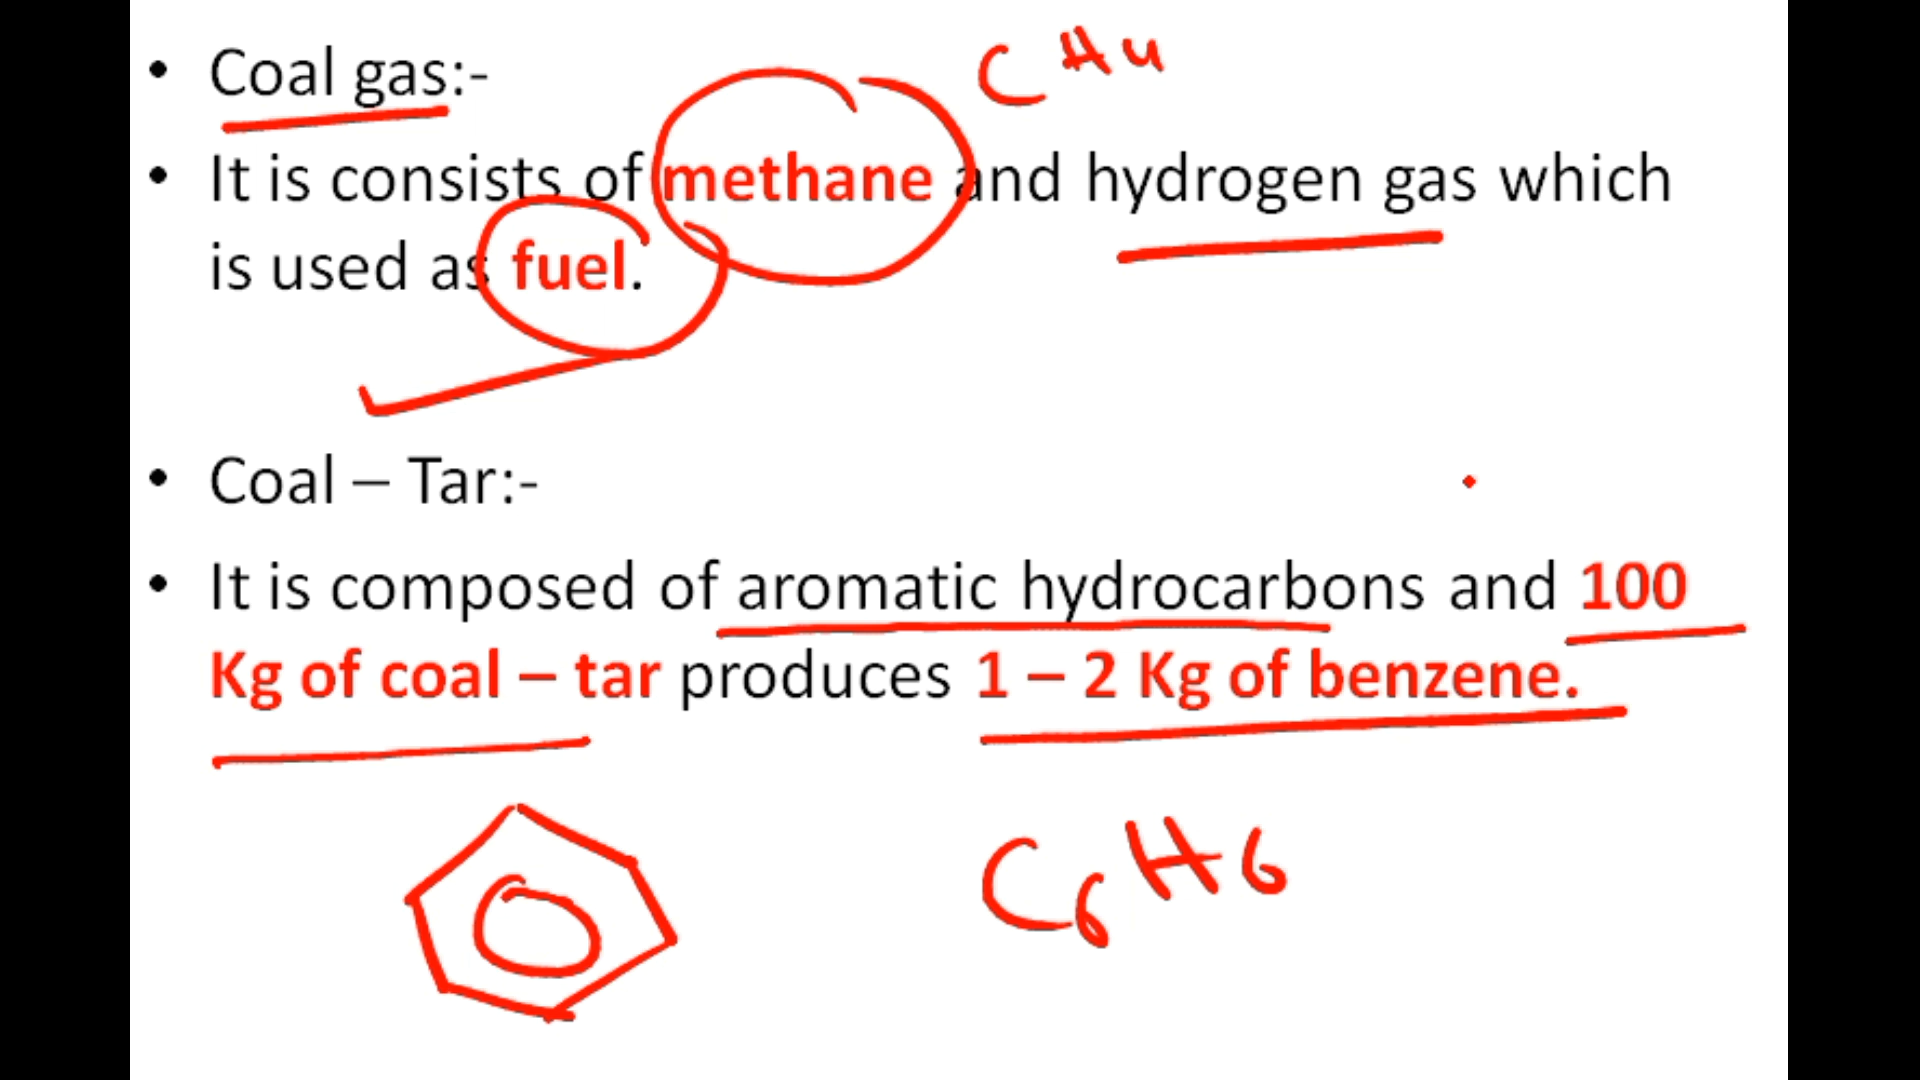 • Coal gas:-
CH4
• It is consists of methane and hydrogen gas which
is used as fuel.
• Coal – Tar:-
• It is composed of aromatic hydrocarbons and 100
Kg of coal – tar produces 1 – 2 Kg of benzene.
C6H6